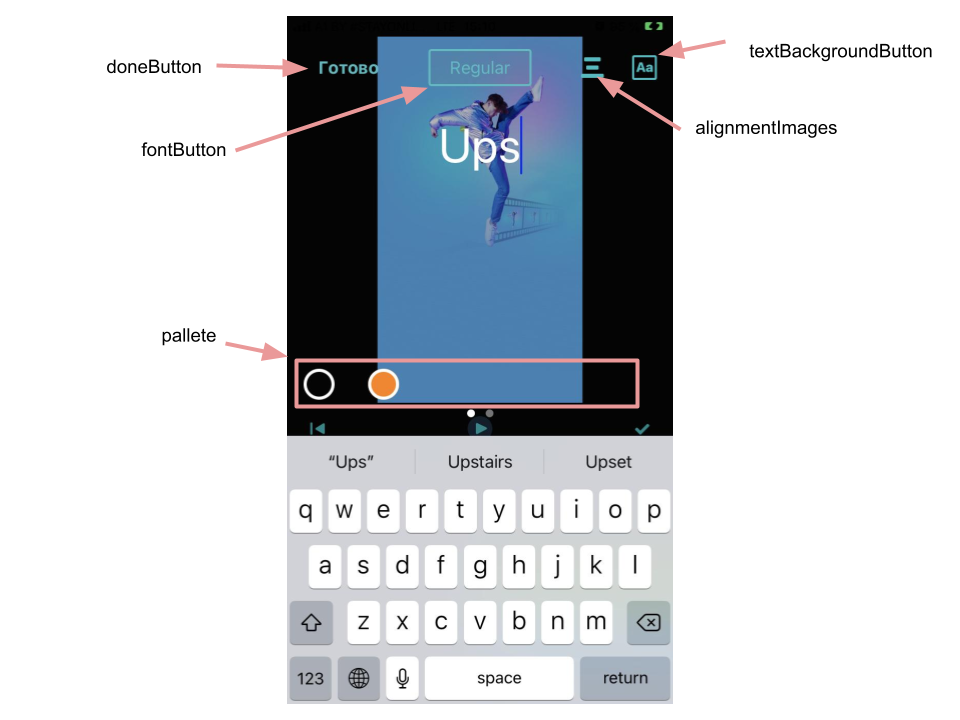 doneButton
Готово
Regular
Aa
textBackgroundButton
alignmentImages
fontButton
Ups
pallete
“Ups” Upstairs Upset
q w e r t y u i o p
a s d f g h j k l
z x c v b n m
123 space return